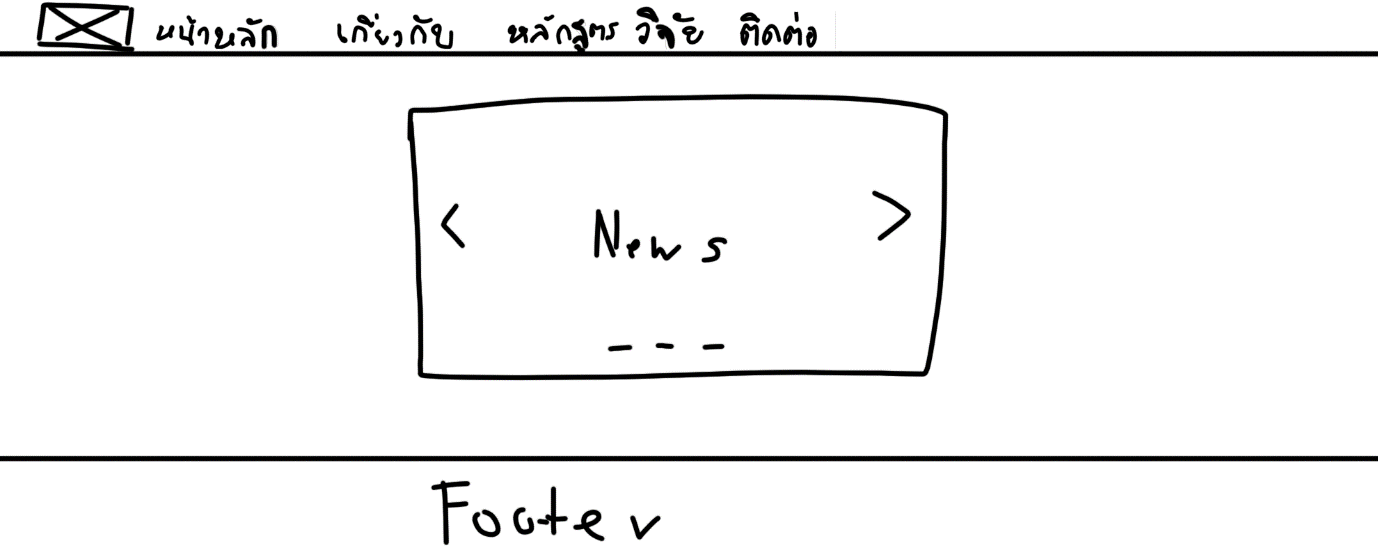 หน้าหลัก เกี่ยวกับ หลักสูตร วิจัย ติดต่อ
< News >
- - -
Footer